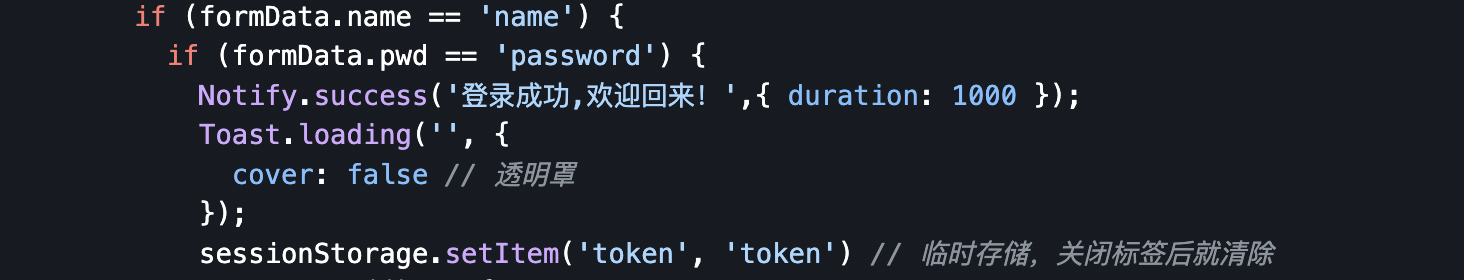 if (formData.name == 'name') {
if (formData.pwd == 'password') {
Notify.success('登录成功,欢迎回来！',{ duration: 1000 });
Toast.loading('', {
cover: false // 透明罩
});
sessionStorage.setItem('token', 'token') // 临时存储，关闭标签后就清除